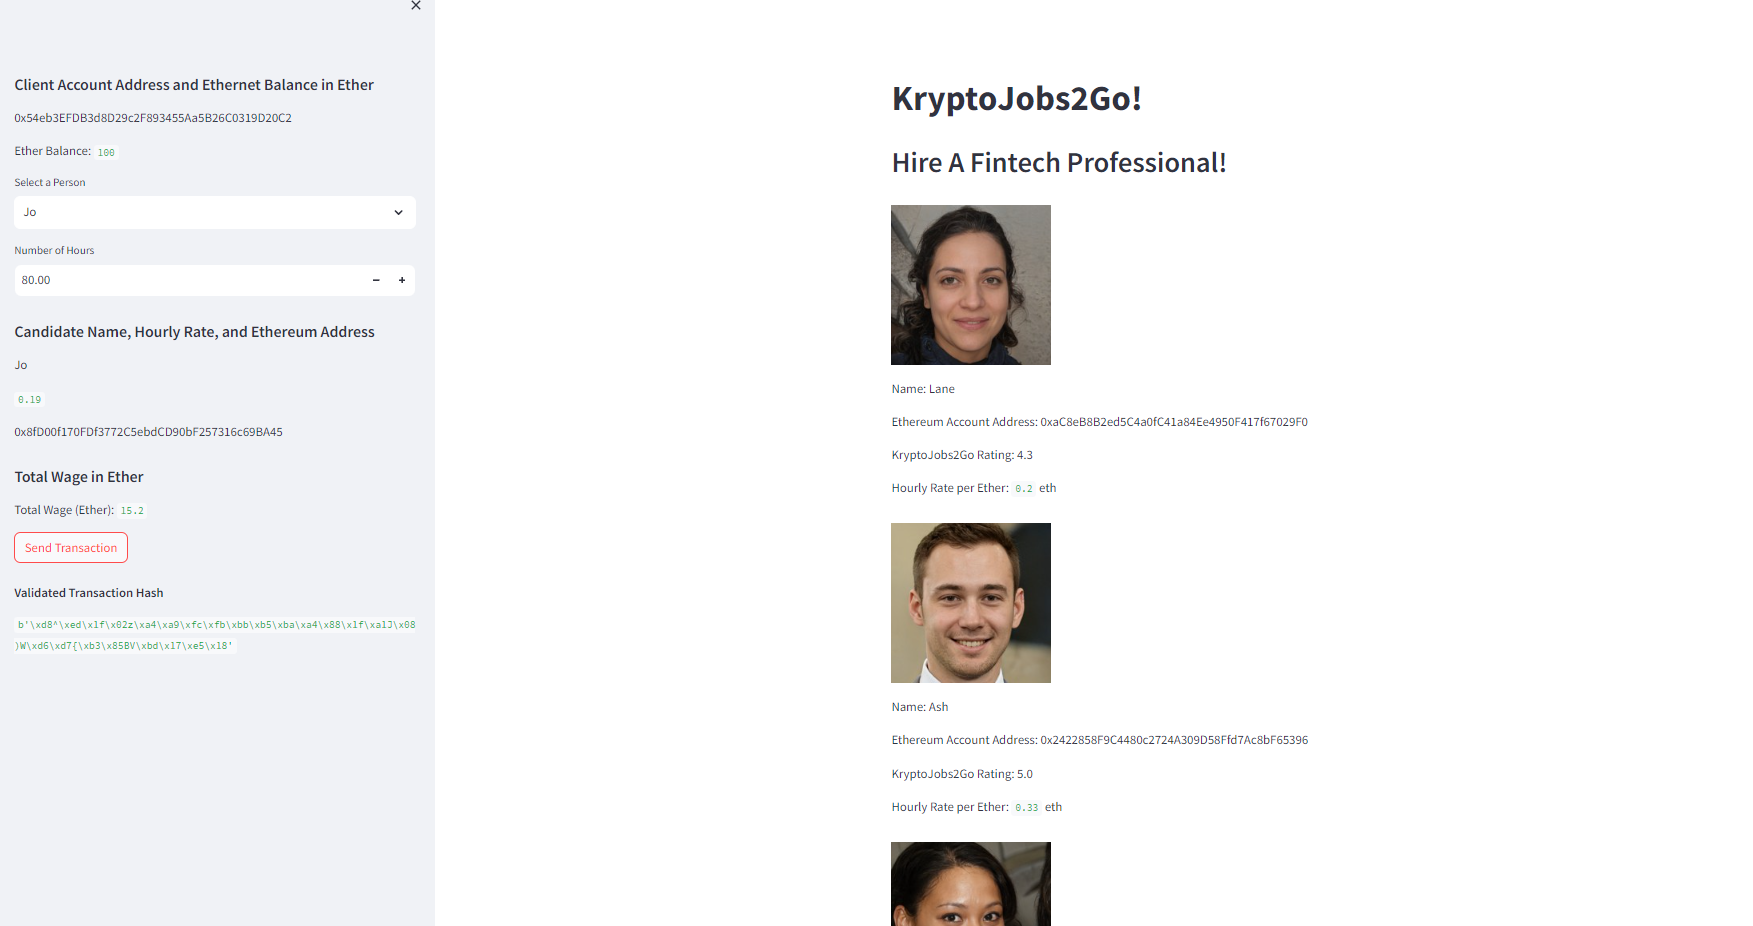 Client Account Address and Ethernet Balance in Ether
0x54eb3EFDB3d8D29c2F893455Aa5B26C0319D20C2
Ether Balance: 100
Select a Person
Jo
Number of Hours
80.00
Candidate Name, Hourly Rate, and Ethereum Address
Jo
0.19
0x8fD00f170FDf3772C5ebdCD90bF257316c69BA45
Total Wage in Ether
Total Wage (Ether): 15.2
Send Transaction
Validated Transaction Hash
b'\xd8^\xed\x1f\x02z\xa4\xa9\xfc\xfb\xbb\xb5\xba\xa4\x88\x1f\xa1J\x08
)W\xd6\xd7{\xb3\x85BV\xbd\x17\xe5\x18'
KryptoJobs2Go!
Hire A Fintech Professional!
Name: Lane
Ethereum Account Address: 0xaC8eB8B2ed5C4a0fC41a84Ee4950F417f67029F0
KryptoJobs2Go Rating: 4.3
Hourly Rate per Ether: 0.2 eth
Name: Ash
Ethereum Account Address: 0x2422858F9C4480c2724A309D58Ffd7Ac8bF65396
KryptoJobs2Go Rating: 5.0
Hourly Rate per Ether: 0.33 eth